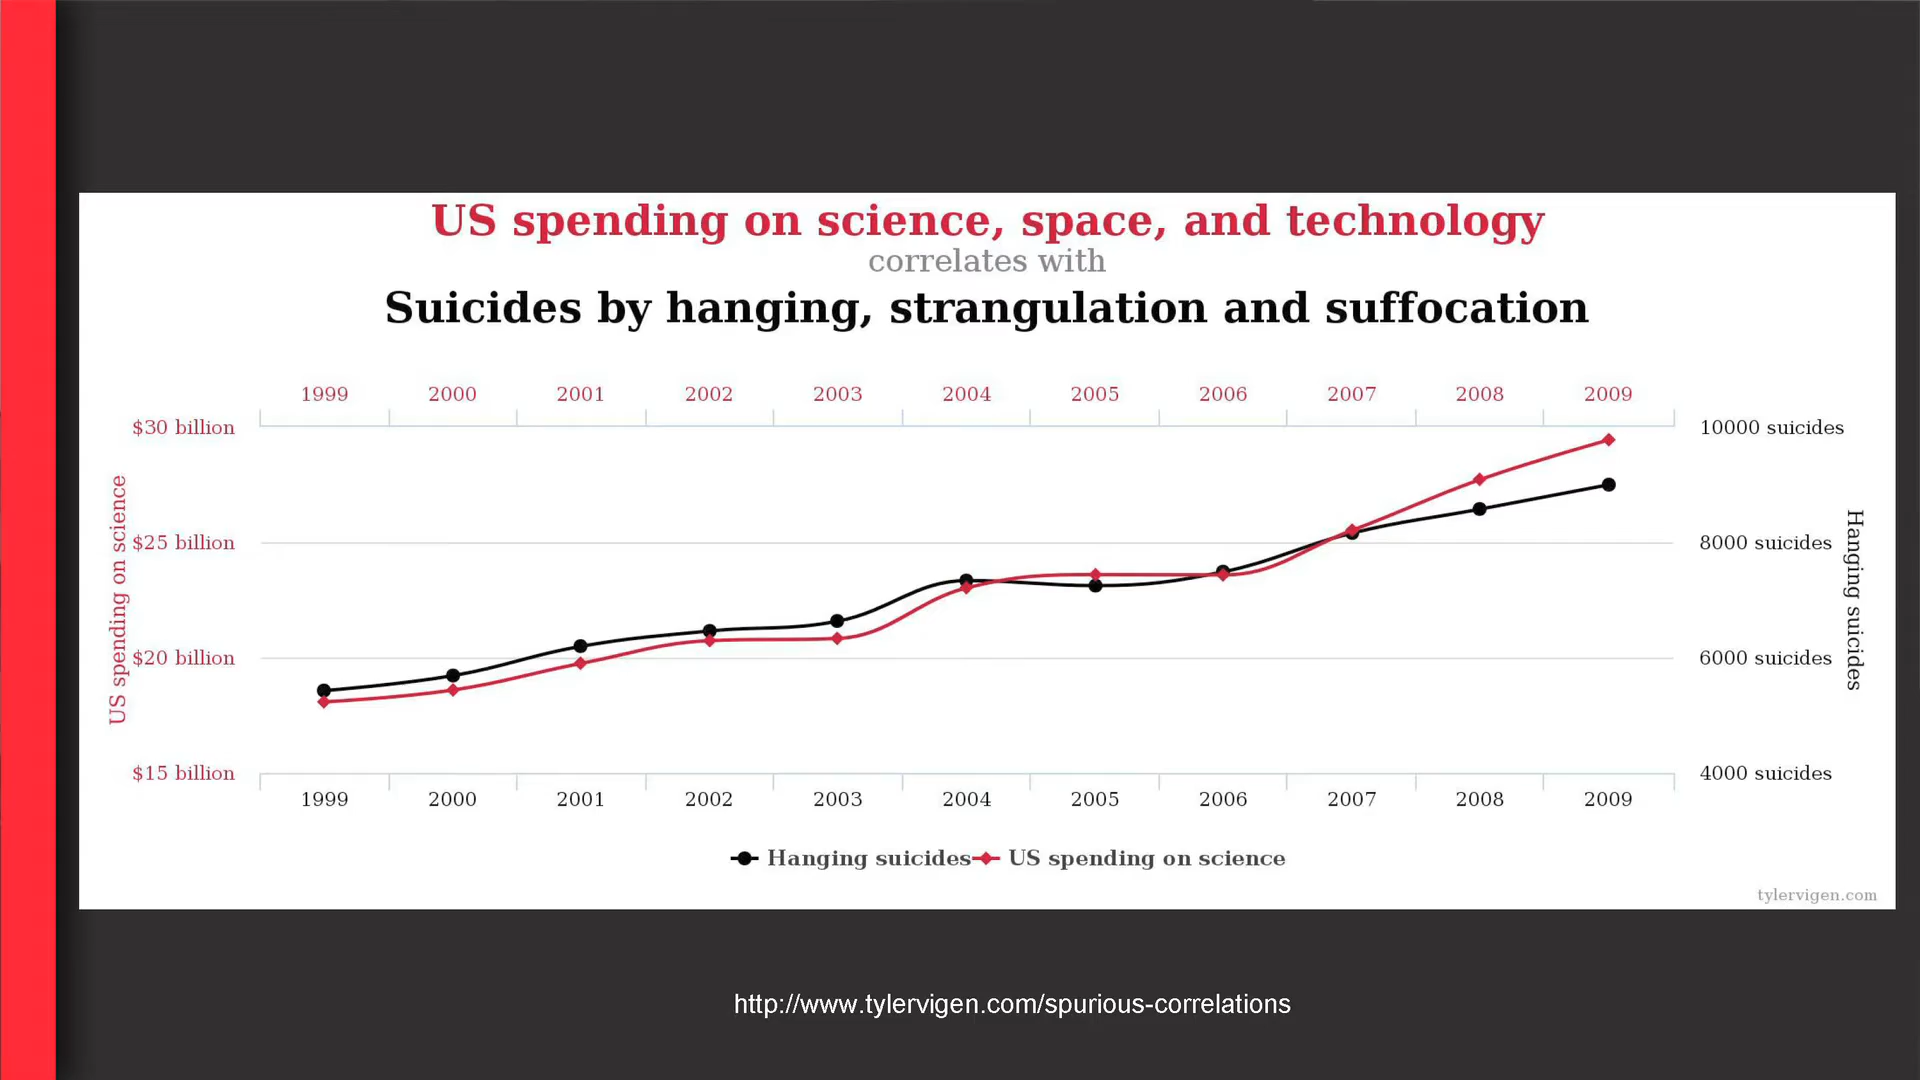 US spending on science, space, and technology
correlates with
Suicides by hanging, strangulation and suffocation
1999 2000 2001 2002 2003 2004 2005 2006 2007 2008 2009
$30 billion 10000 suicides
$25 billion 8000 suicides
$20 billion 6000 suicides
$15 billion 4000 suicides
US spending on science
Hanging suicides
1999 2000 2001 2002 2003 2004 2005 2006 2007 2008 2009
Hanging suicides US spending on science
tylervigen.com
http://www.tylervigen.com/spurious-correlations